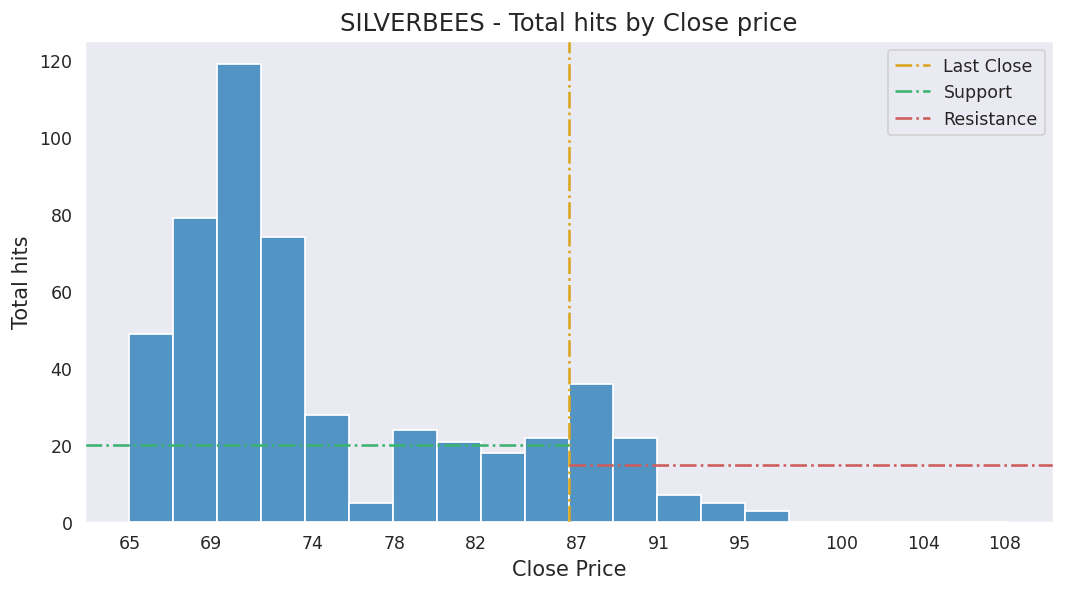 SILVERBEES - Total hits by Close price
Last Close
Support
Resistance
Total hits
120
100
80
60
40
20
0
65 69 74 78 82 87 91 95 100 104 108
Close Price